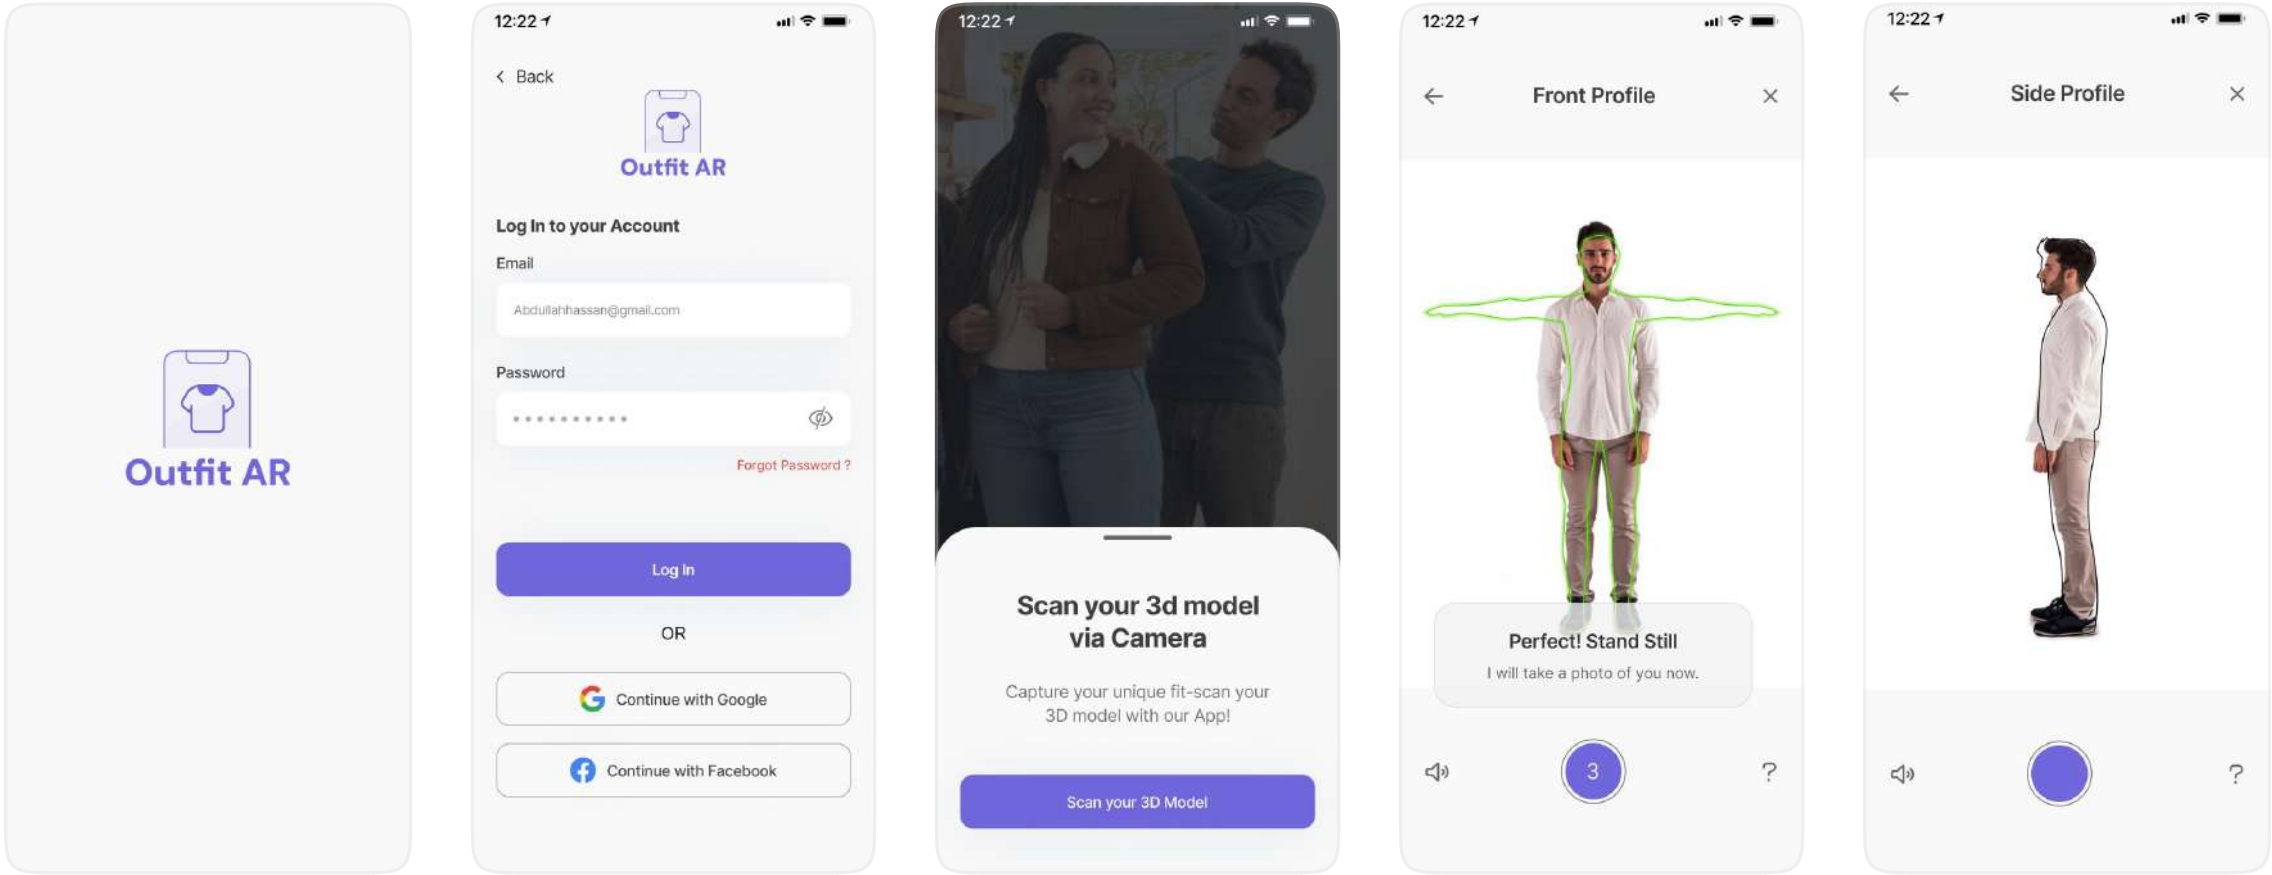 Outfit AR
12:22
Back
Outfit AR
Log In to your Account
Email
Abdullahhassan@gmail.com
Password
Forgot Password ?
Log In
OR
Continue with Google
Continue with Facebook
12:22
Scan your 3d model
via Camera
Capture your unique fit-scan your
3D model with our App!
Scan your 3D Model
12:22
Front Profile
Perfect! Stand Still
I will take a photo of you now.
3
?
12:22
Side Profile
?